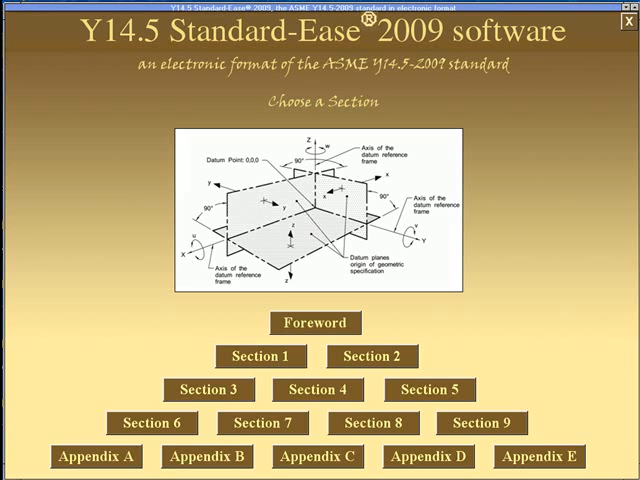 Y14.5 Standard-Ease® 2009, the ASME Y14.5-2009 standard in electronic format
X
Y14.5 Standard-Ease®2009 software
an electronic format of the ASME Y14.5-2009 standard
Choose a Section
Z
w
Axis of the
datum reference
frame
Datum Point: 0,0,0
90°
y
x
90°
90°
x
y
Axis of the
datum reference
frame
v
Y
u
z
X
Axis of the
datum reference
frame
z
Datum planes
origin of geometric
specification
Foreword
Section 1 Section 2
Section 3 Section 4 Section 5
Section 6 Section 7 Section 8 Section 9
Appendix A Appendix B Appendix C Appendix D Appendix E